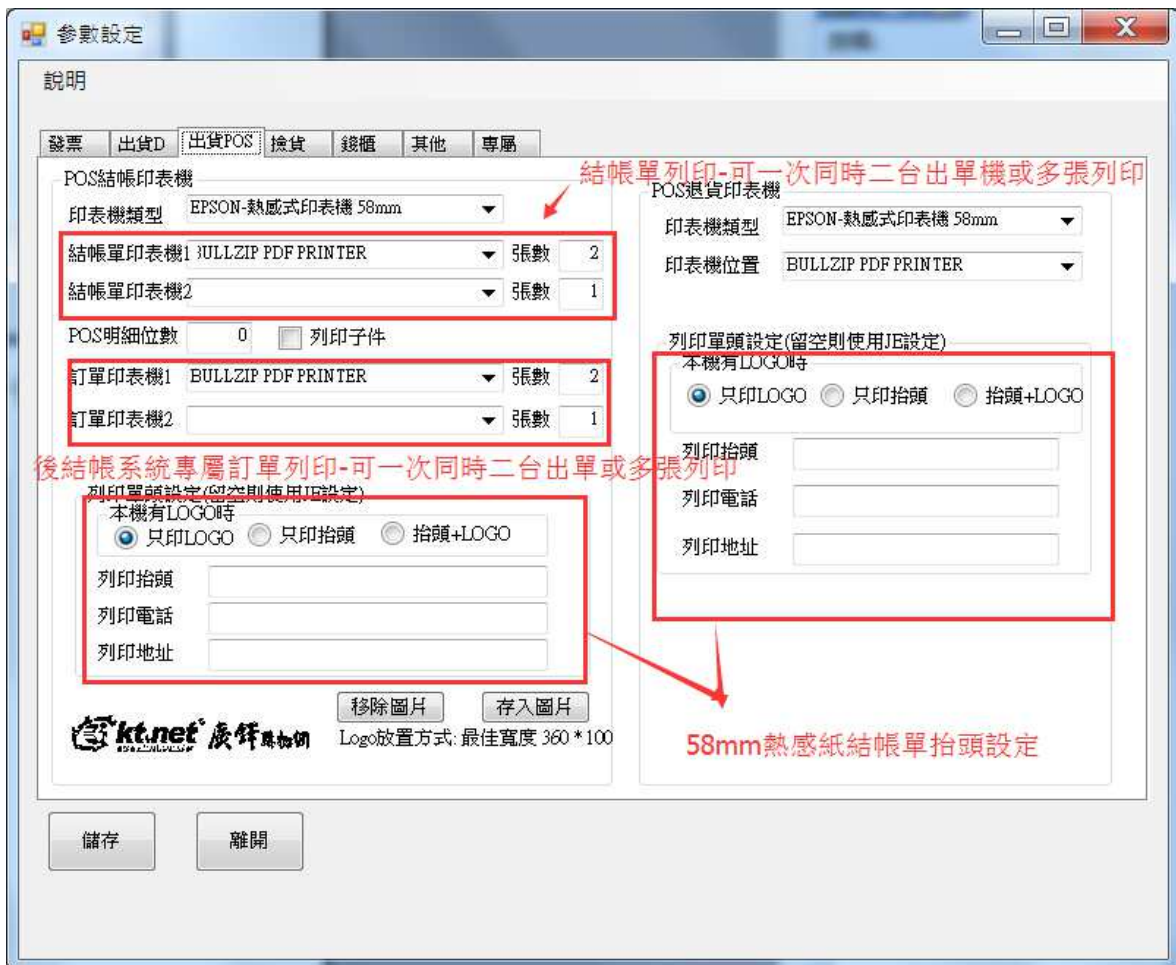 參數設定
說明
發票 出貨D 出貨POS 撿貨 錢櫃 其他 專屬
結帳單列印-可一次同時二台出單機或多張列印
POS結帳印表機
印表機類型 EPSON-熱感式印表機 58mm
結帳單印表機1 BULLZIP PDF PRINTER 張數 2
結帳單印表機2 張數 1
POS明細位數 0 列印子件
訂單印表機1 BULLZIP PDF PRINTER 張數 2
訂單印表機2 張數 1
後結帳系統專屬訂單列印-可一次同時二台出單或多張列印
列印單頭設定(留空則使用JE設定)
本機有LOGO時
只印LOGO 只印抬頭 抬頭+LOGO
列印抬頭
列印電話
列印地址
移除圖片 存入圖片
kt.net 廣鐸購物網
Logo放置方式: 最佳寬度 360 * 100
POS退貨印表機
印表機類型 EPSON-熱感式印表機 58mm
印表機位置 BULLZIP PDF PRINTER
列印單頭設定(留空則使用JE設定)
本機有LOGO時
只印LOGO 只印抬頭 抬頭+LOGO
列印抬頭
列印電話
列印地址
58mm熱感紙結帳單抬頭設定
儲存 離開